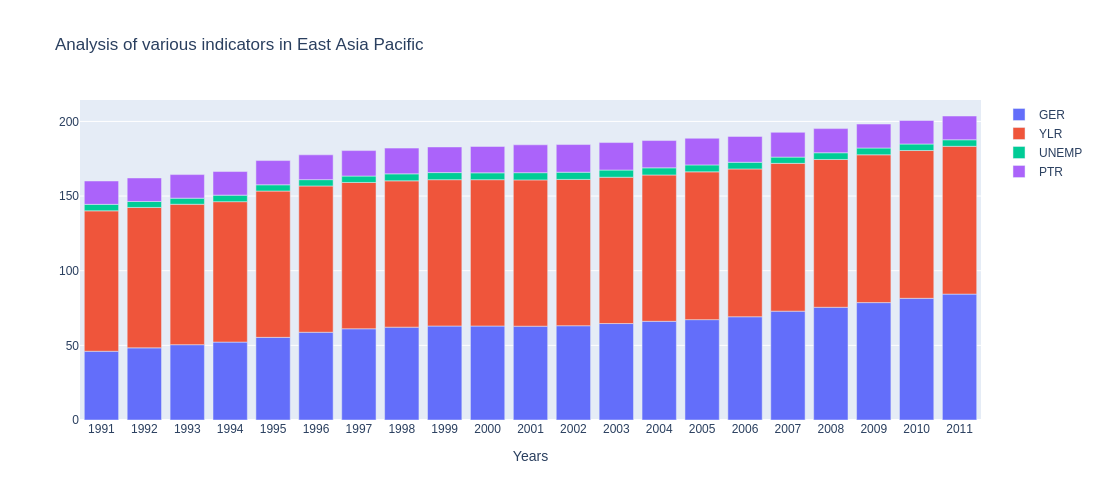 Analysis of various indicators in East Asia Pacific
GER
YLR
UNEMP
PTR
200
150
100
50
0
1991 1992 1993 1994 1995 1996 1997 1998 1999 2000 2001 2002 2003 2004 2005 2006 2007 2008 2009 2010 2011
Years